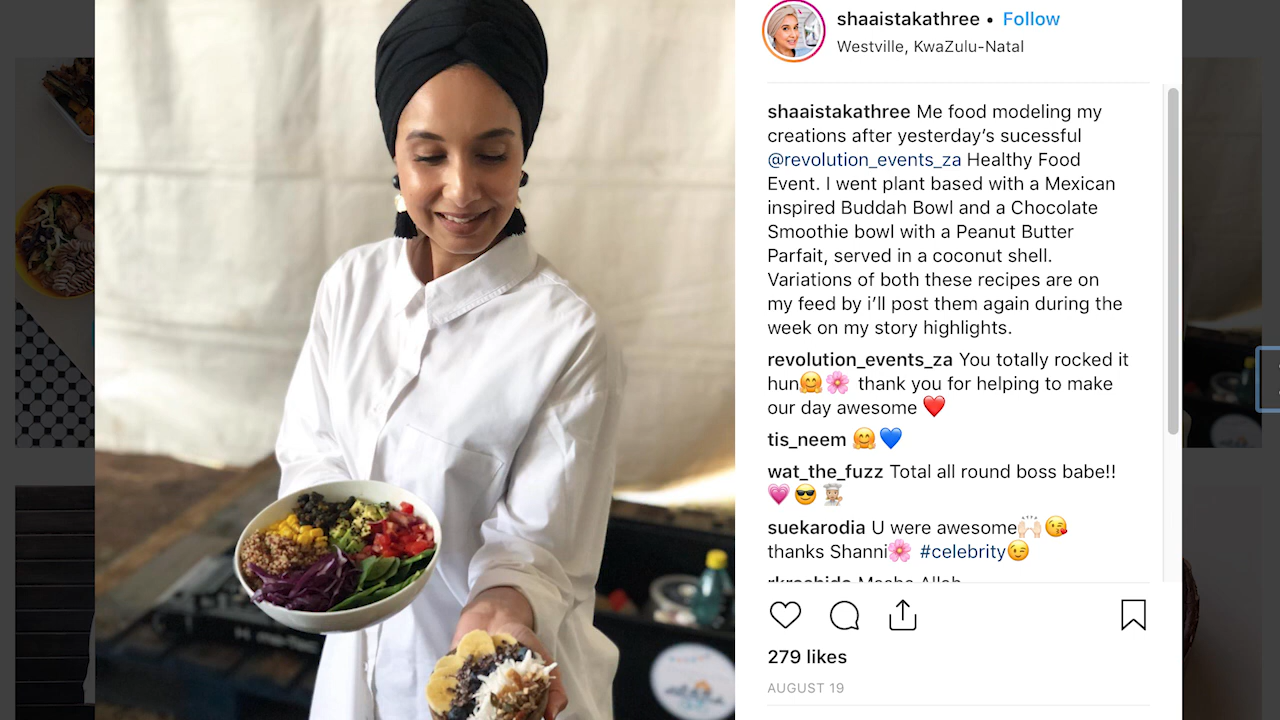 shaaistakathree • Follow
Westville, KwaZulu-Natal
shaaistakathree Me food modeling my
creations after yesterday’s sucessful
@revolution_events_za Healthy Food
Event. I went plant based with a Mexican
inspired Buddah Bowl and a Chocolate
Smoothie bowl with a Peanut Butter
Parfait, served in a coconut shell.
Variations of both these recipes are on
my feed by i’ll post them again during the
week on my story highlights.
revolution_events_za You totally rocked it
hun🤗🌸 thank you for helping to make
our day awesome ❤️
tis_neem 🤗💙
wat_the_fuzz Total all round boss babe!!
💗😎👩🏼‍🍳
suekarodia U were awesome🙌🏻😘
thanks Shanni🌸 #celebrity😉
279 likes
AUGUST 19